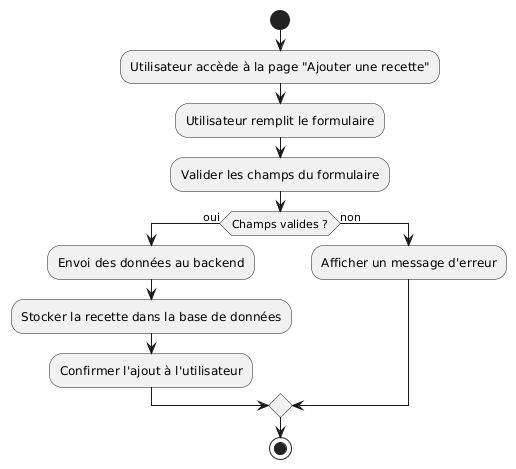 Utilisateur accède à la page "Ajouter une recette"
Utilisateur remplit le formulaire
Valider les champs du formulaire
Champs valides ?
oui
non
Envoi des données au backend
Afficher un message d'erreur
Stocker la recette dans la base de données
Confirmer l'ajout à l'utilisateur